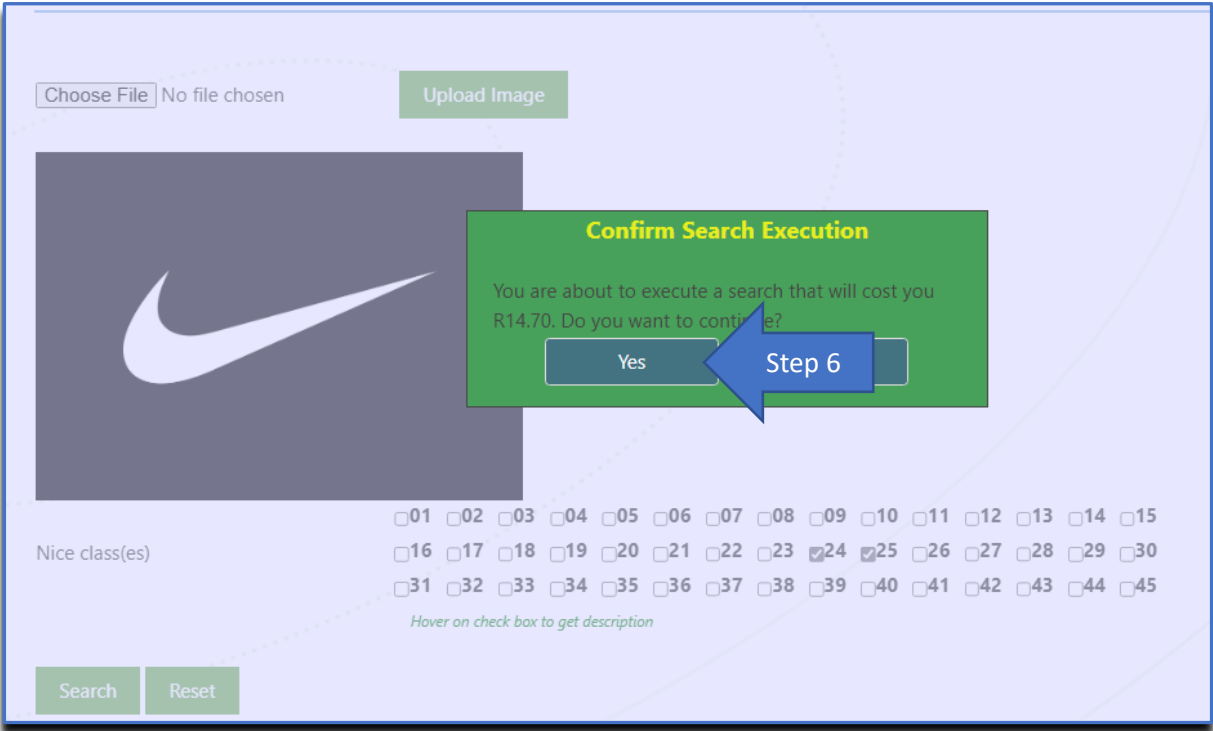 Choose File No file chosen Upload Image
Confirm Search Execution
You are about to execute a search that will cost you
R14.70. Do you want to
Yes
Step 6
01 02 03 04 05 06 07 08 09 10 11 12 13 14 15
Nice class(es)
16 17 18 19 20 21 22 23 24 25 26 27 28 29 30
31 32 33 34 35 36 37 38 39 40 41 42 43 44 45
Hover on check box to get description
Search Reset